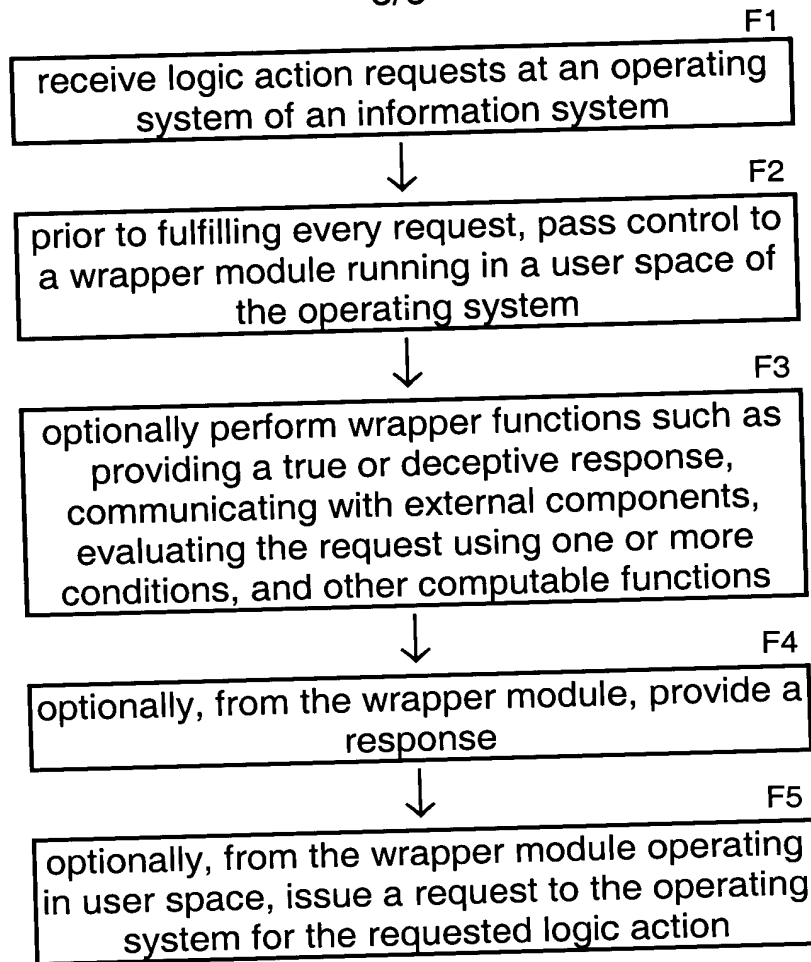 F1
receive logic action requests at an operating
system of an information system
F2
prior to fulfilling every request, pass control to
a wrapper module running in a user space of
the operating system
F3
optionally perform wrapper functions such as
providing a true or deceptive response,
communicating with external components,
evaluating the request using one or more
conditions, and other computable functions
F4
optionally, from the wrapper module, provide a
response
F5
optionally, from the wrapper module operating
in user space, issue a request to the operating
system for the requested logic action